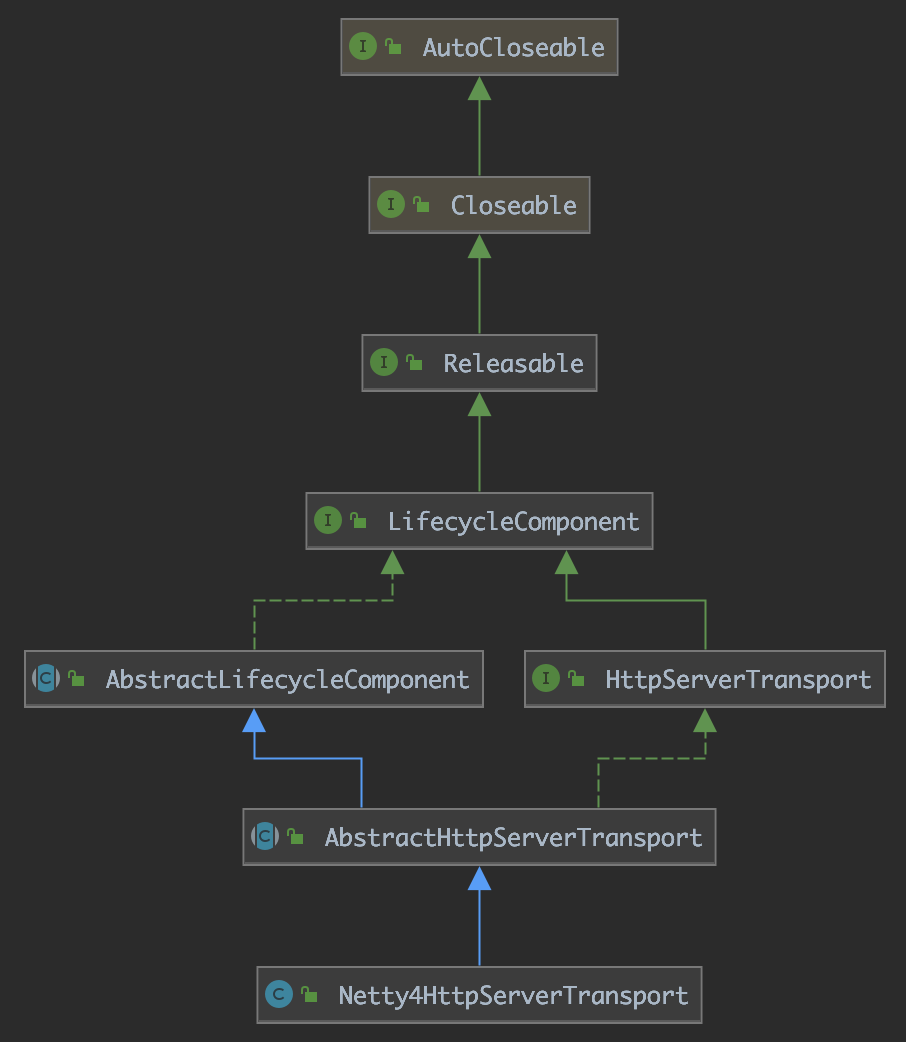 I AutoCloseable
I Closeable
I Releasable
I LifecycleComponent
C AbstractLifecycleComponent
I HttpServerTransport
C AbstractHttpServerTransport
C Netty4HttpServerTransport